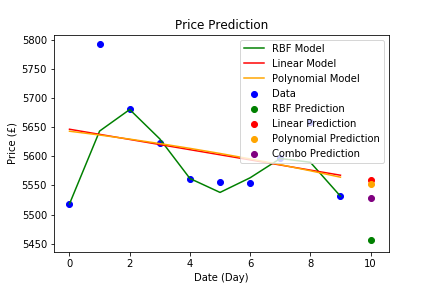 Price Prediction
5800
5750
5700
5650
5600
5550
5500
5450
Price (£)
RBF Model
Linear Model
Polynomial Model
Data
RBF Prediction
Linear Prediction
Polynomial Prediction
Combo Prediction
0 2 4 6 8 10
Date (Day)